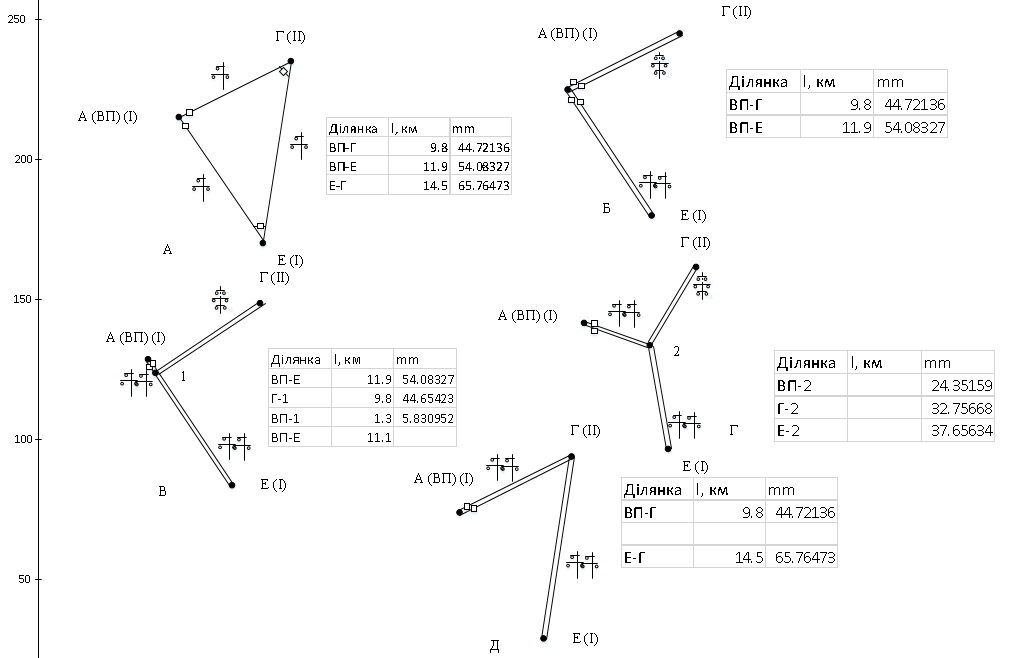 250
200
150
100
50
Г (II)
А (ВП) (I)
Е (I)
А
Ділянка l, км mm
ВП-Г 9.8 44.72136
ВП-Е 11.9 54.08327
Е-Г 14.5 65.76473
Г (II)
А (ВП) (I)
Б
Е (I)
Ділянка l, км mm
ВП-Г 9.8 44.72136
ВП-Е 11.9 54.08327
Г (II)
А (ВП) (I)
1
Е (I)
В
Ділянка l, км mm
ВП-Е 11.9 54.08327
Г-1 9.8 44.65423
ВП-1 1.3 5.830952
ВП-Е 11.1
Г (II)
А (ВП) (I)
2
Г
Е (I)
Ділянка l, км mm
ВП-2 24.35159
Г-2 32.75668
Е-2 37.65634
Г (II)
А (ВП) (I)
Е (I)
Д
Ділянка l, км mm
ВП-Г 9.8 44.72136
Е-Г 14.5 65.76473